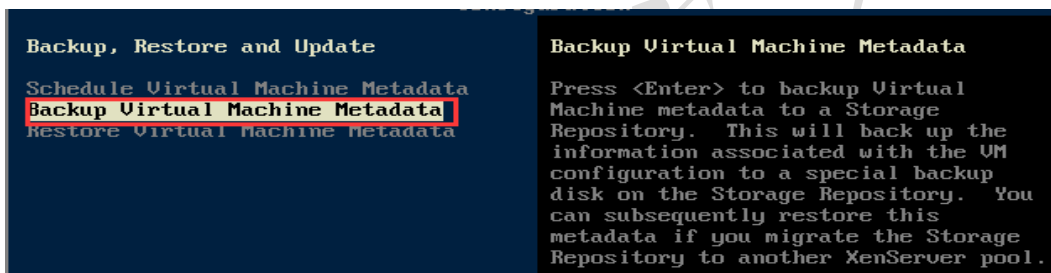 Backup, Restore and Update
Schedule Virtual Machine Metadata
Backup Virtual Machine Metadata
Restore Virtual Machine Metadata
Backup Virtual Machine Metadata
Press <Enter> to backup Virtual
Machine metadata to a Storage
Repository.  This will back up the
information associated with the VM
configuration to a special backup
disk on the Storage Repository.  You
can subsequently restore this
metadata if you migrate the Storage
Repository to another XenServer pool.